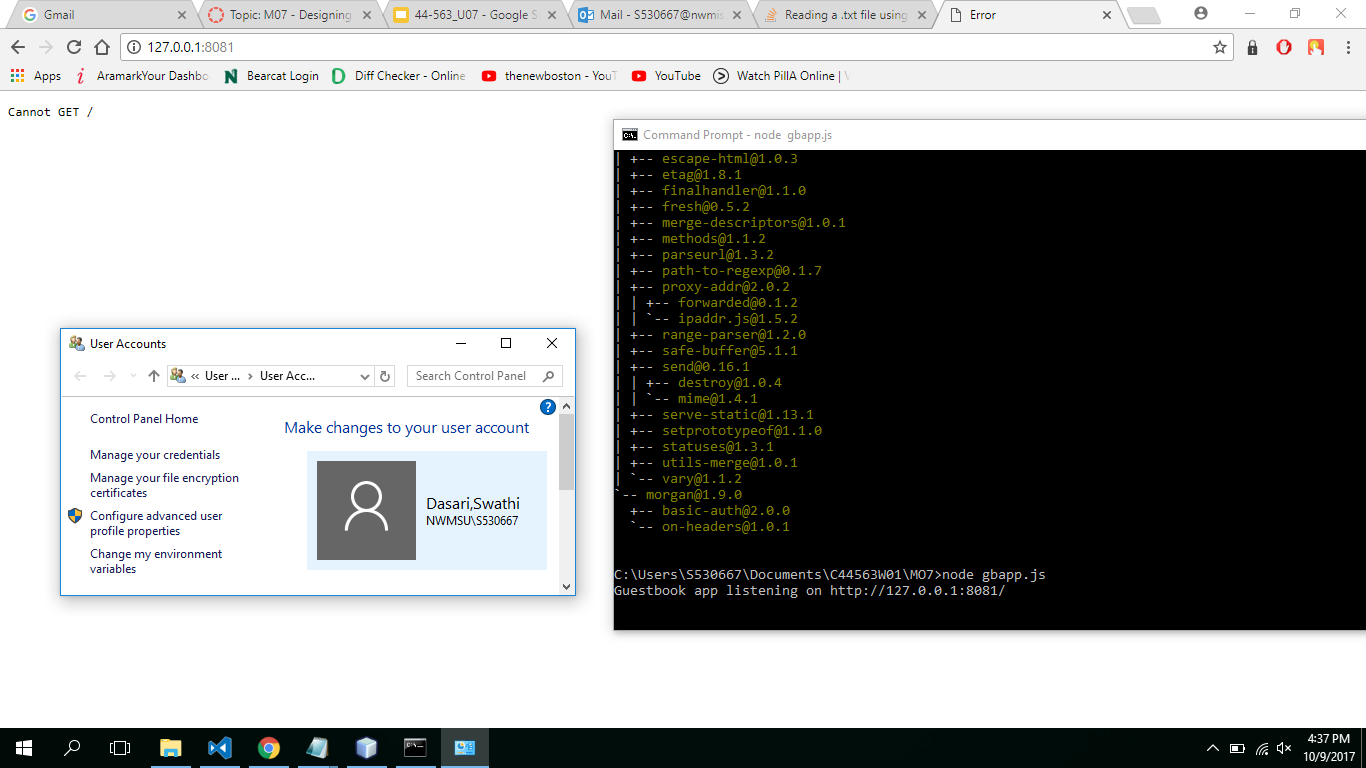 Gmail
Topic: M07 - Designing
44-563_U07 - Google S
Mail - S530667@nwmis
Reading a .txt file using
Error
127.0.0.1:8081
Apps
AramarkYour Dashbo
Bearcat Login
Diff Checker - Online
thenewboston - YouT
YouTube
Watch PillA Online | \
Cannot GET /
Command Prompt - node  gbapp.js
| +-- escape-html@1.0.3
| +-- etag@1.8.1
| +-- finalhandler@1.1.0
| +-- fresh@0.5.2
| +-- merge-descriptors@1.0.1
| +-- methods@1.1.2
| +-- parseurl@1.3.2
| +-- path-to-regexp@0.1.7
| +-- proxy-addr@2.0.2
| | +-- forwarded@0.1.2
| | `-- ipaddr.js@1.5.2
| +-- range-parser@1.2.0
| +-- safe-buffer@5.1.1
| +-- send@0.16.1
| | +-- destroy@1.0.4
| | `-- mime@1.4.1
| +-- serve-static@1.13.1
| +-- setprototypeof@1.1.0
| +-- statuses@1.3.1
| +-- utils-merge@1.0.1
| `-- vary@1.1.2
`-- morgan@1.9.0
  +-- basic-auth@2.0.0
  `-- on-headers@1.0.1
C:\Users\S530667\Documents\C44563W01\MO7>node gbapp.js
Guestbook app listening on http://127.0.0.1:8081/
User Accounts
« User ... › User Acc...
Search Control Panel
Control Panel Home
Make changes to your user account
Manage your credentials
Manage your file encryption
certificates
Configure advanced user
profile properties
Change my environment
variables
Dasari,Swathi
NWMSU\S530667
4:37 PM
10/9/2017